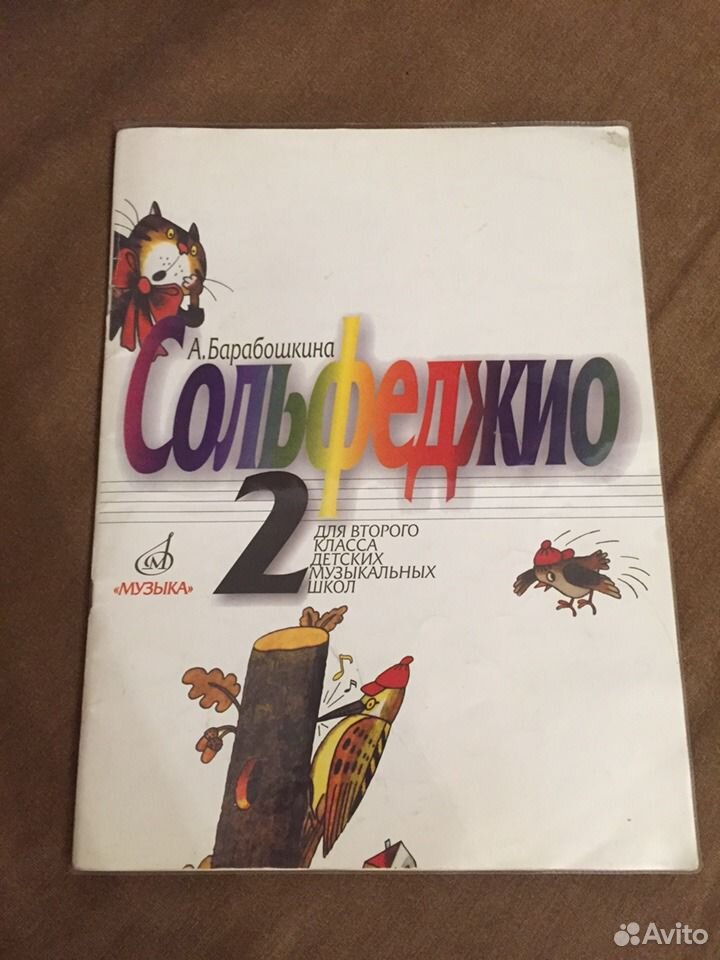 А.Барабошкина
Сольфеджио
2
ДЛЯ ВТОРОГО
КЛАССА
ДЕТСКИХ
МУЗЫКАЛЬНЫХ
ШКОЛ
М
«МУЗЫКА»
Avito